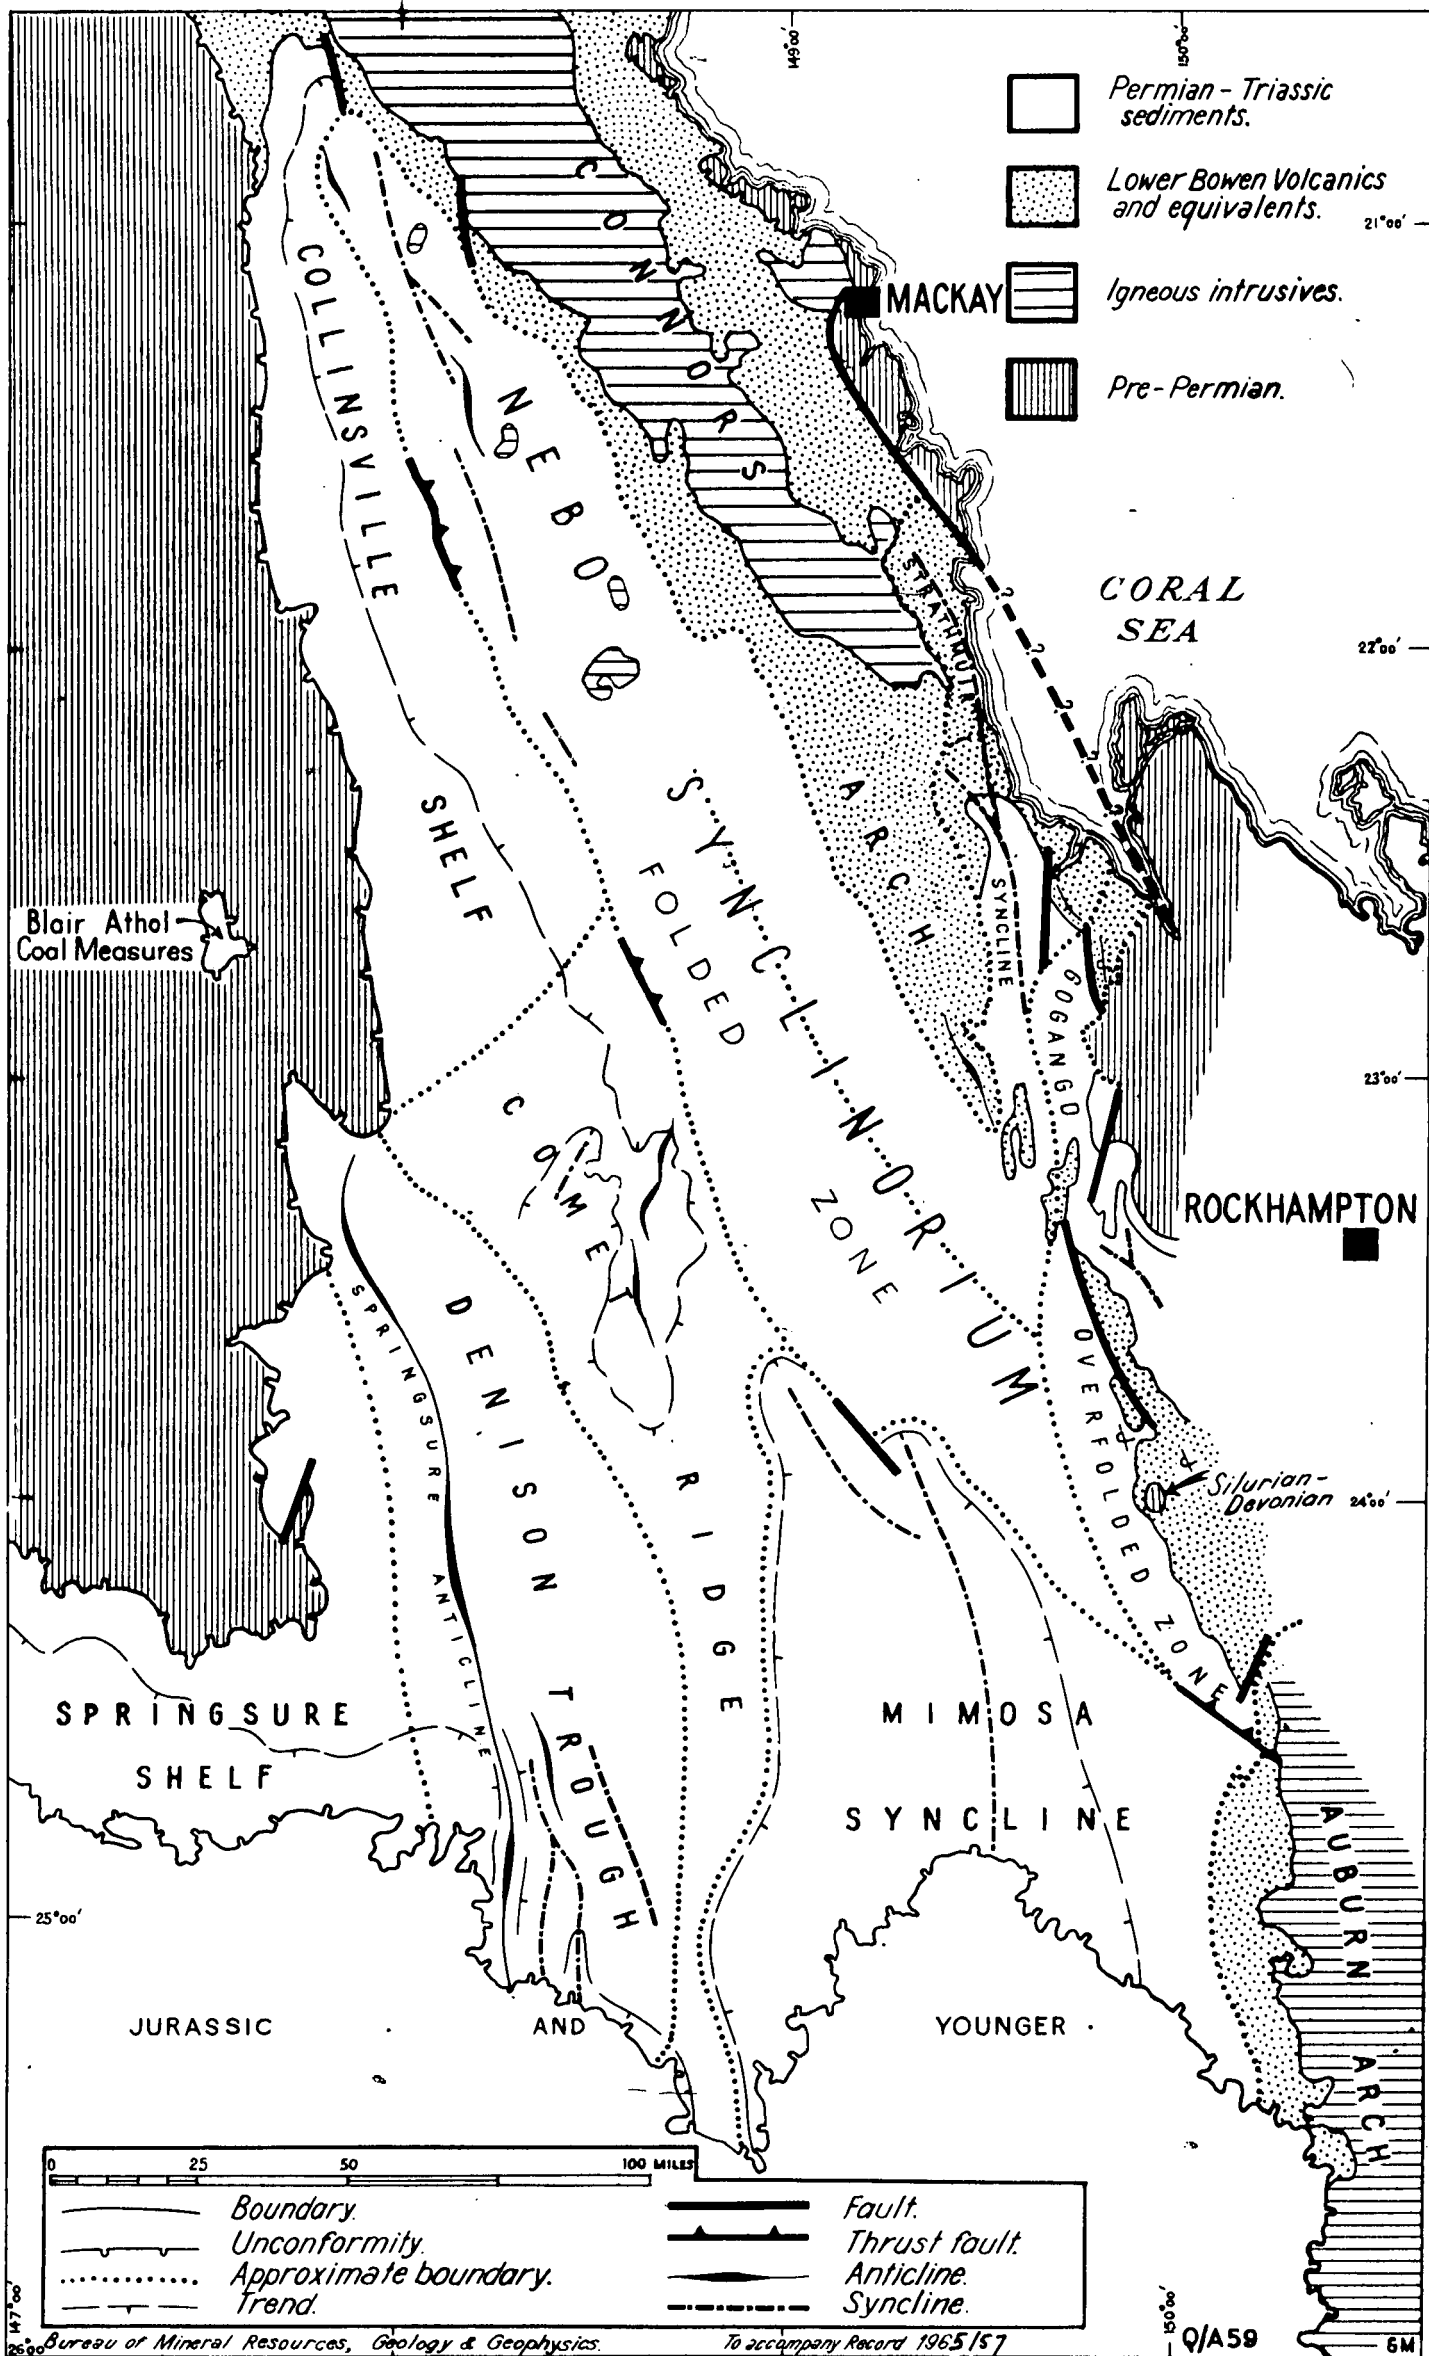 149°00'
150°00'
Permian - Triassic
sediments.
Lower Bowen Volcanics
and equivalents.
21°00'
Igneous intrusives.
Pre-Permian.
MACKAY
CONNORS
ARCH
COLLINSVILLE
SHELF
NEBO
SYNCLINORIUM
FOLDED
ZONE
STRATHMUIR
SYNCLINE
CORAL
SEA
22°00'
Blair Athol
Coal Measures
GOGANGO
OVERFOLDED
ZONE
23°00'
ROCKHAMPTON
COMET
RIDGE
DENISON
TROUGH
SPRINGSURE
ANTICLINE
Silurian-
Devonian
24°00'
SPRINGSURE
SHELF
MIMOSA
SYNCLINE
AUBURN
ARCH
25°00'
JURASSIC AND YOUNGER
0 25 50 100 MILES
Boundary.
Unconformity.
Approximate boundary.
Trend.
Fault.
Thrust fault.
Anticline.
Syncline.
147°00'
26°00'
150°00'
Bureau of Mineral Resources, Geology & Geophysics. To accompany Record 1965/57
Q/A59
GM